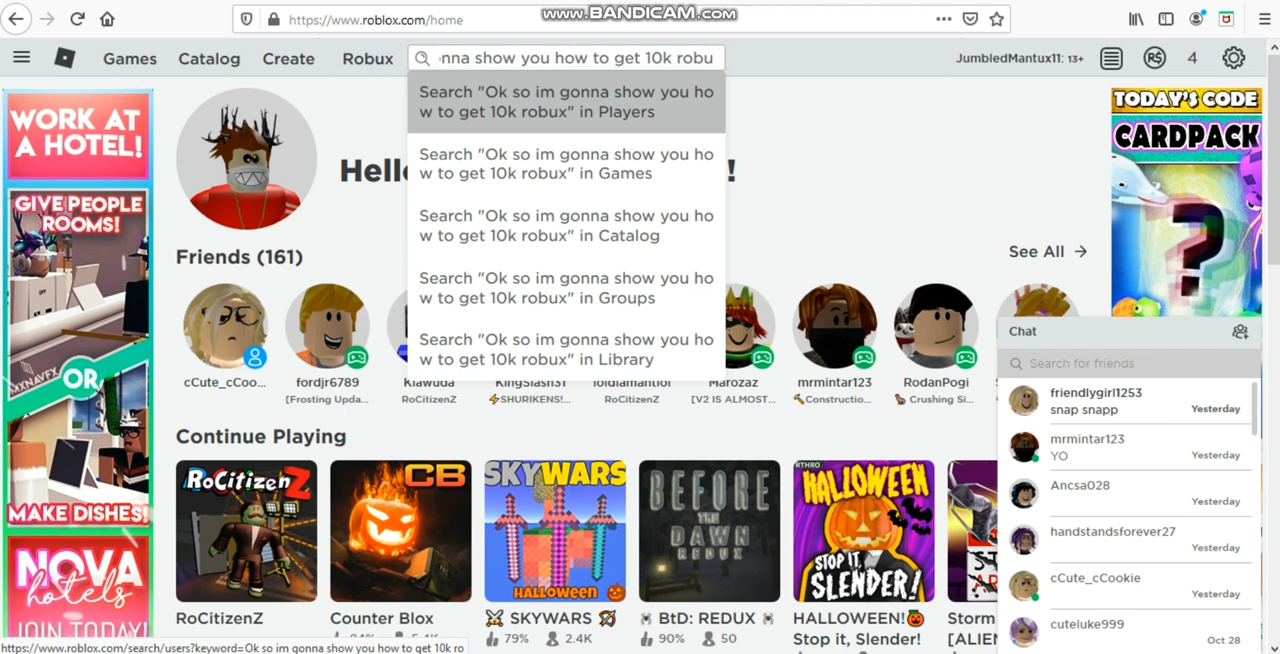 https://www.roblox.com/home
www.BANDICAM.com
Games
Catalog
Create
Robux
nna show you how to get 10k robu
JumbledMantux11: 13+
4
Search "Ok so im gonna show you ho
w to get 10k robux" in Players
Search "Ok so im gonna show you ho
w to get 10k robux" in Games
Search "Ok so im gonna show you ho
w to get 10k robux" in Catalog
Search "Ok so im gonna show you ho
w to get 10k robux" in Groups
Search "Ok so im gonna show you ho
w to get 10k robux" in Library
WORK AT
A HOTEL!
GIVE PEOPLE
ROOMS!
OR
MAKE DISHES!
NOVA
hotels
JOIN TODAY!
Hello
!
TODAY'S CODE
CARDPACK
?
Friends (161)
See All
cCute_cCoo...
fordjr6789
[Frosting Upda...
Klawuda
RoCitizenZ
KingSlash31
SHURIKENS!...
RoCitizenZ
Marozaz
[V2 IS ALMOST...
mrmintar123
Constructio...
RodanPogi
Crushing Si...
Continue Playing
RoCitizenZ
CB
SKYWARS
HALLOWEEN
BEFORE
THE
DAWN
REDUX
RTHRO
HALLOWEEN
STOP IT,
SLENDER!
RoCitizenZ
Counter Blox
SKYWARS
79%
2.4K
BtD: REDUX
90%
50
HALLOWEEN!
Stop it, Slender!
Storm
[ALIEN
Chat
Search for friends
friendlygirl1253
snap snapp
Yesterday
mrmintar123
YO
Yesterday
Ancsa028
Yesterday
handstandsforever27
Yesterday
cCute_cCookie
Yesterday
cuteluke999
Oct 28
https://www.roblox.com/search/users?keyword=Ok so im gonna show you how to get 10k ro